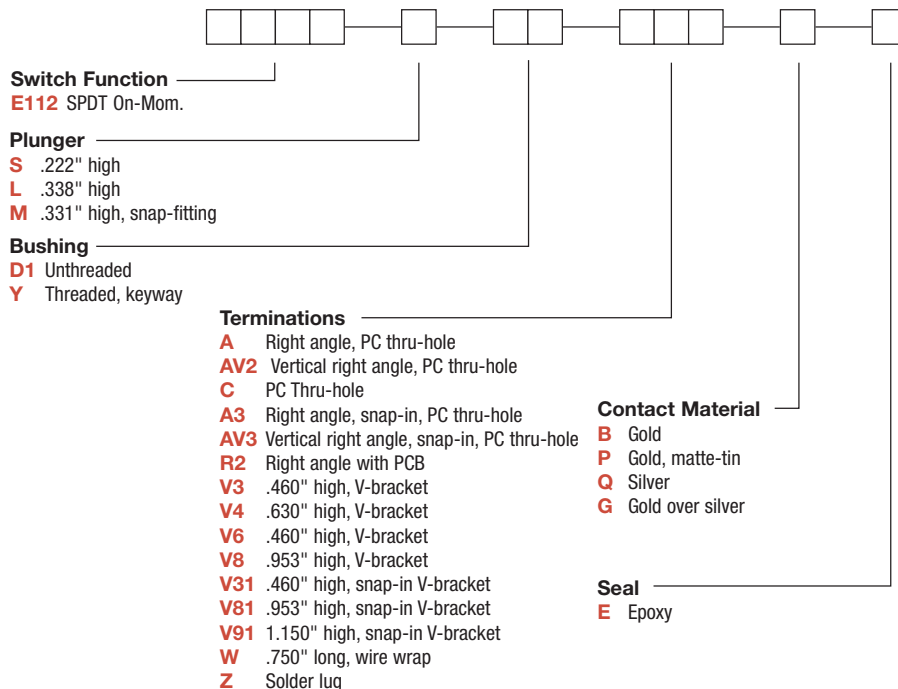 Switch Function
E112 SPDT On-Mom.
Plunger
S .222" high
L .338" high
M .331" high, snap-fitting
Bushing
D1 Unthreaded
Y Threaded, keyway
Terminations
A Right angle, PC thru-hole
AV2 Vertical right angle, PC thru-hole
C PC Thru-hole
A3 Right angle, snap-in, PC thru-hole
AV3 Vertical right angle, snap-in, PC thru-hole
R2 Right angle with PCB
V3 .460" high, V-bracket
V4 .630" high, V-bracket
V6 .460" high, V-bracket
V8 .953" high, V-bracket
V31 .460" high, snap-in V-bracket
V81 .953" high, snap-in V-bracket
V91 1.150" high, snap-in V-bracket
W .750" long, wire wrap
Z Solder lug
Contact Material
B Gold
P Gold, matte-tin
Q Silver
G Gold over silver
Seal
E Epoxy